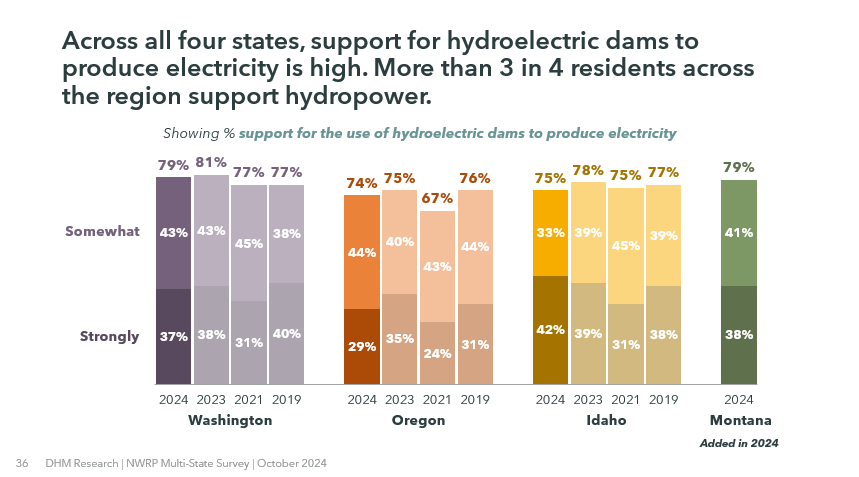 Across all four states, support for hydroelectric dams to
produce electricity is high. More than 3 in 4 residents across
the region support hydropower.
Showing % support for the use of hydroelectric dams to produce electricity
79% 81% 77% 77%
74% 75% 67% 76%
75% 78% 75% 77%
79%
Somewhat
43% 43% 45% 38%
44% 40% 43% 44%
33% 39% 45% 39%
41%
Strongly
37% 38% 31% 40%
29% 35% 24% 31%
42% 39% 31% 38%
38%
2024 2023 2021 2019
2024 2023 2021 2019
2024 2023 2021 2019
2024
Washington
Oregon
Idaho
Montana
Added in 2024
36 DHM Research | NWRP Multi-State Survey | October 2024